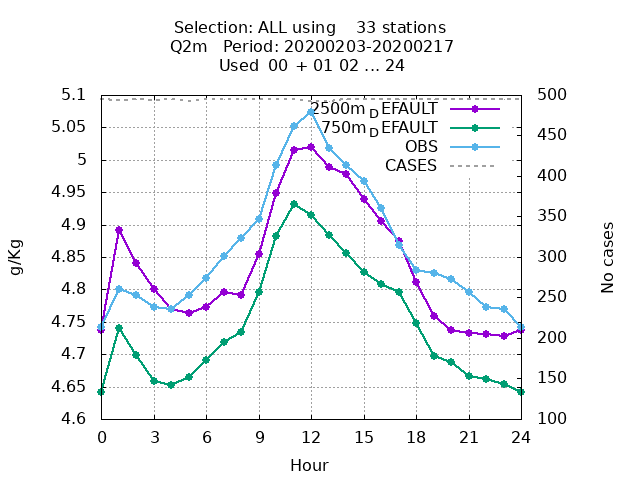 Selection: ALL using 33 stations
Q2m Period: 20200203-20200217
Used 00 + 01 02 ... 24
5.1
5.05
5
4.95
4.9
4.85
4.8
4.75
4.7
4.65
4.6
500
450
400
350
300
250
200
150
100
2500m_DEFAULT
750m_DEFAULT
OBS
CASES
g/Kg
No cases
0 3 6 9 12 15 18 21 24
Hour